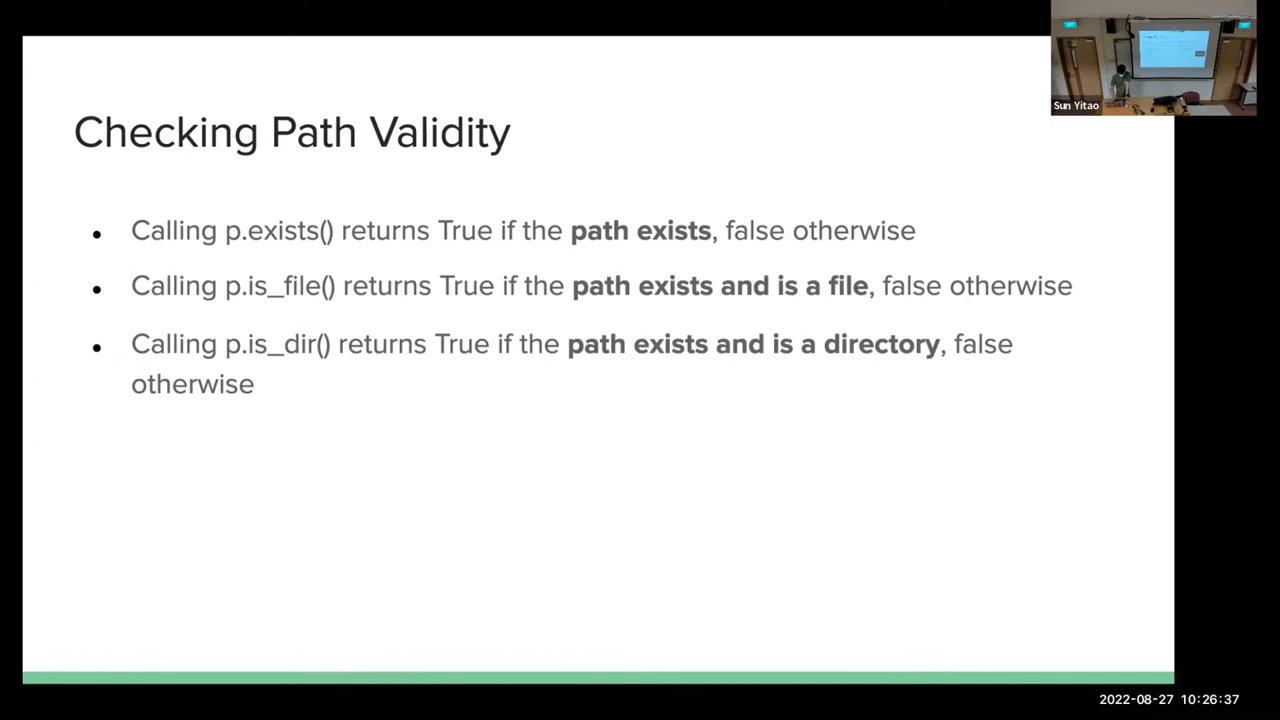 Sun Yitao
Checking Path Validity
• Calling p.exists() returns True if the path exists, false otherwise
• Calling p.is_file() returns True if the path exists and is a file, false otherwise
• Calling p.is_dir() returns True if the path exists and is a directory, false
otherwise
2022-08-27 10:26:37